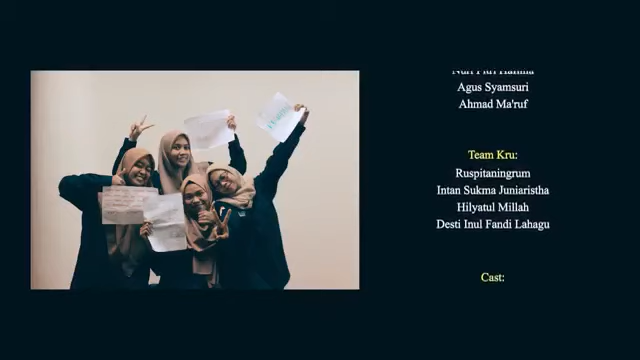 Agus Syamsuri
Ahmad Ma'ruf
Team Kru:
Ruspitaningrum
Intan Sukma Juniaristha
Hilyatul Millah
Desti Inul Fandi Lahagu
Cast: